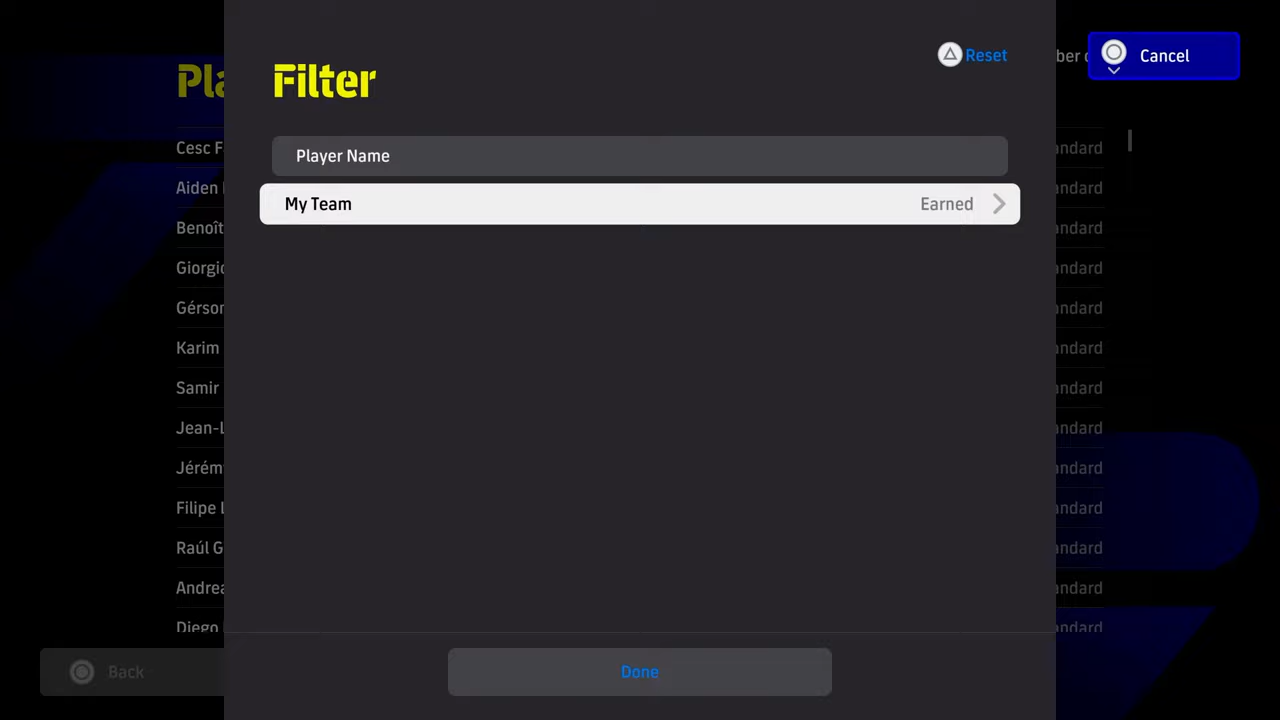 Pla
Filter
Reset
Cancel
Player Name
My Team Earned
Cesc F
andard
Aiden
andard
Benoît
andard
Giorgio
andard
Gérson
andard
Karim
andard
Samir
andard
Jean-L
andard
Jérém
andard
Filipe
andard
Raúl G
andard
Andrea
andard
Diego
andard
Back
Done